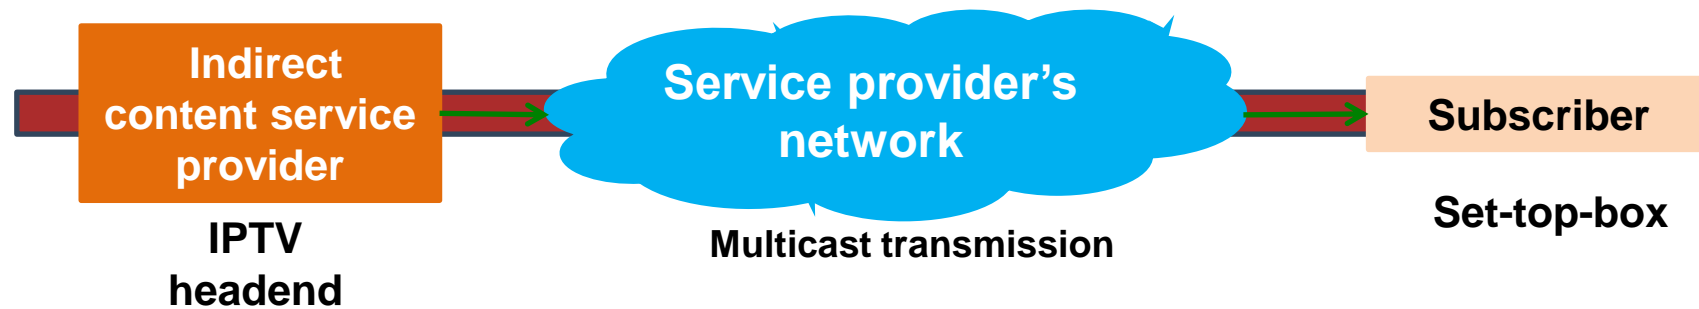 Indirect
content service
provider
IPTV
headend
Service provider’s
network
Multicast transmission
Subscriber
Set-top-box